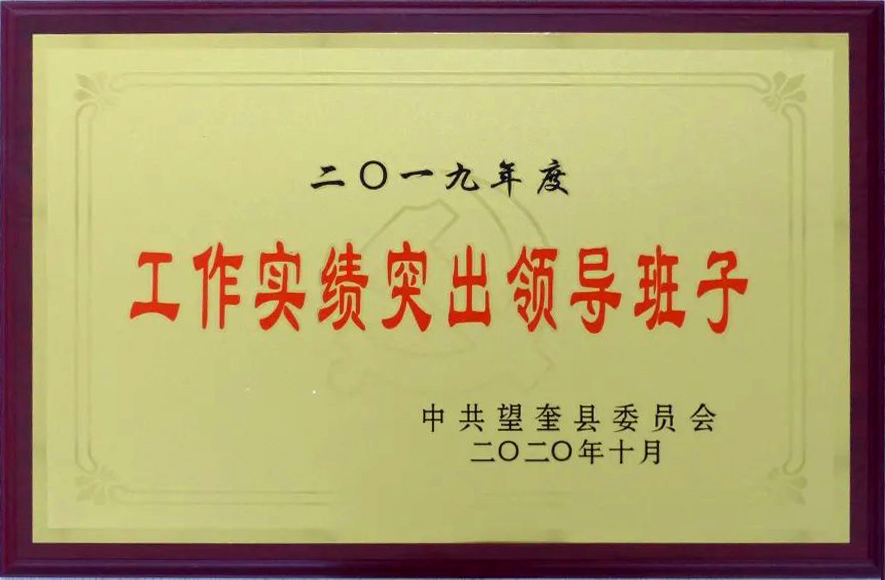 二〇一九年度
工作实绩突出领导班子
中共望奎县委员会
二〇二〇年十月